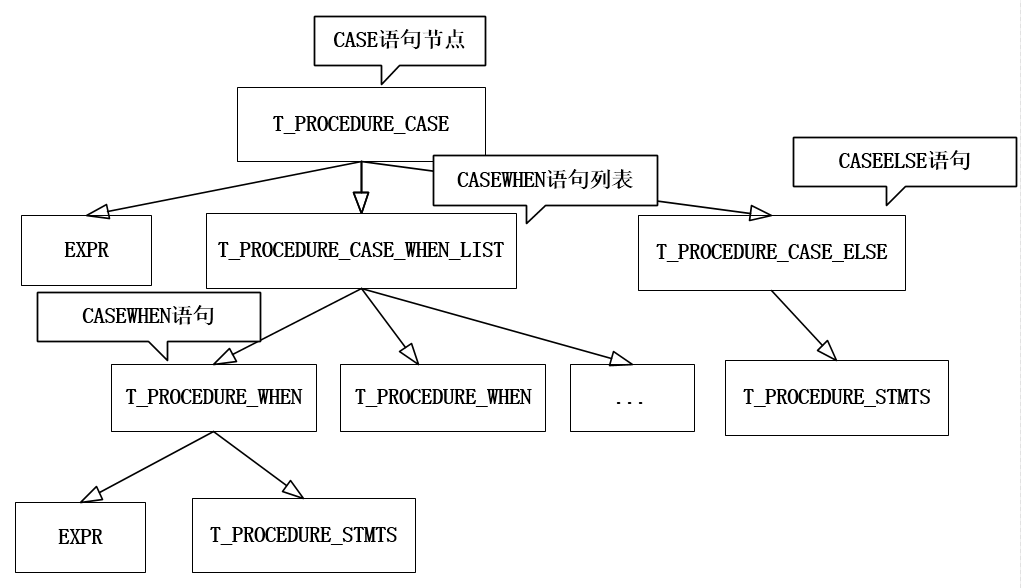 CASE语句节点
T_PROCEDURE_CASE
CASEELSE语句
CASEWHEN语句列表
EXPR
T_PROCEDURE_CASE_WHEN_LIST
T_PROCEDURE_CASE_ELSE
CASEWHEN语句
T_PROCEDURE_WHEN
T_PROCEDURE_WHEN
...
T_PROCEDURE_STMTS
EXPR
T_PROCEDURE_STMTS